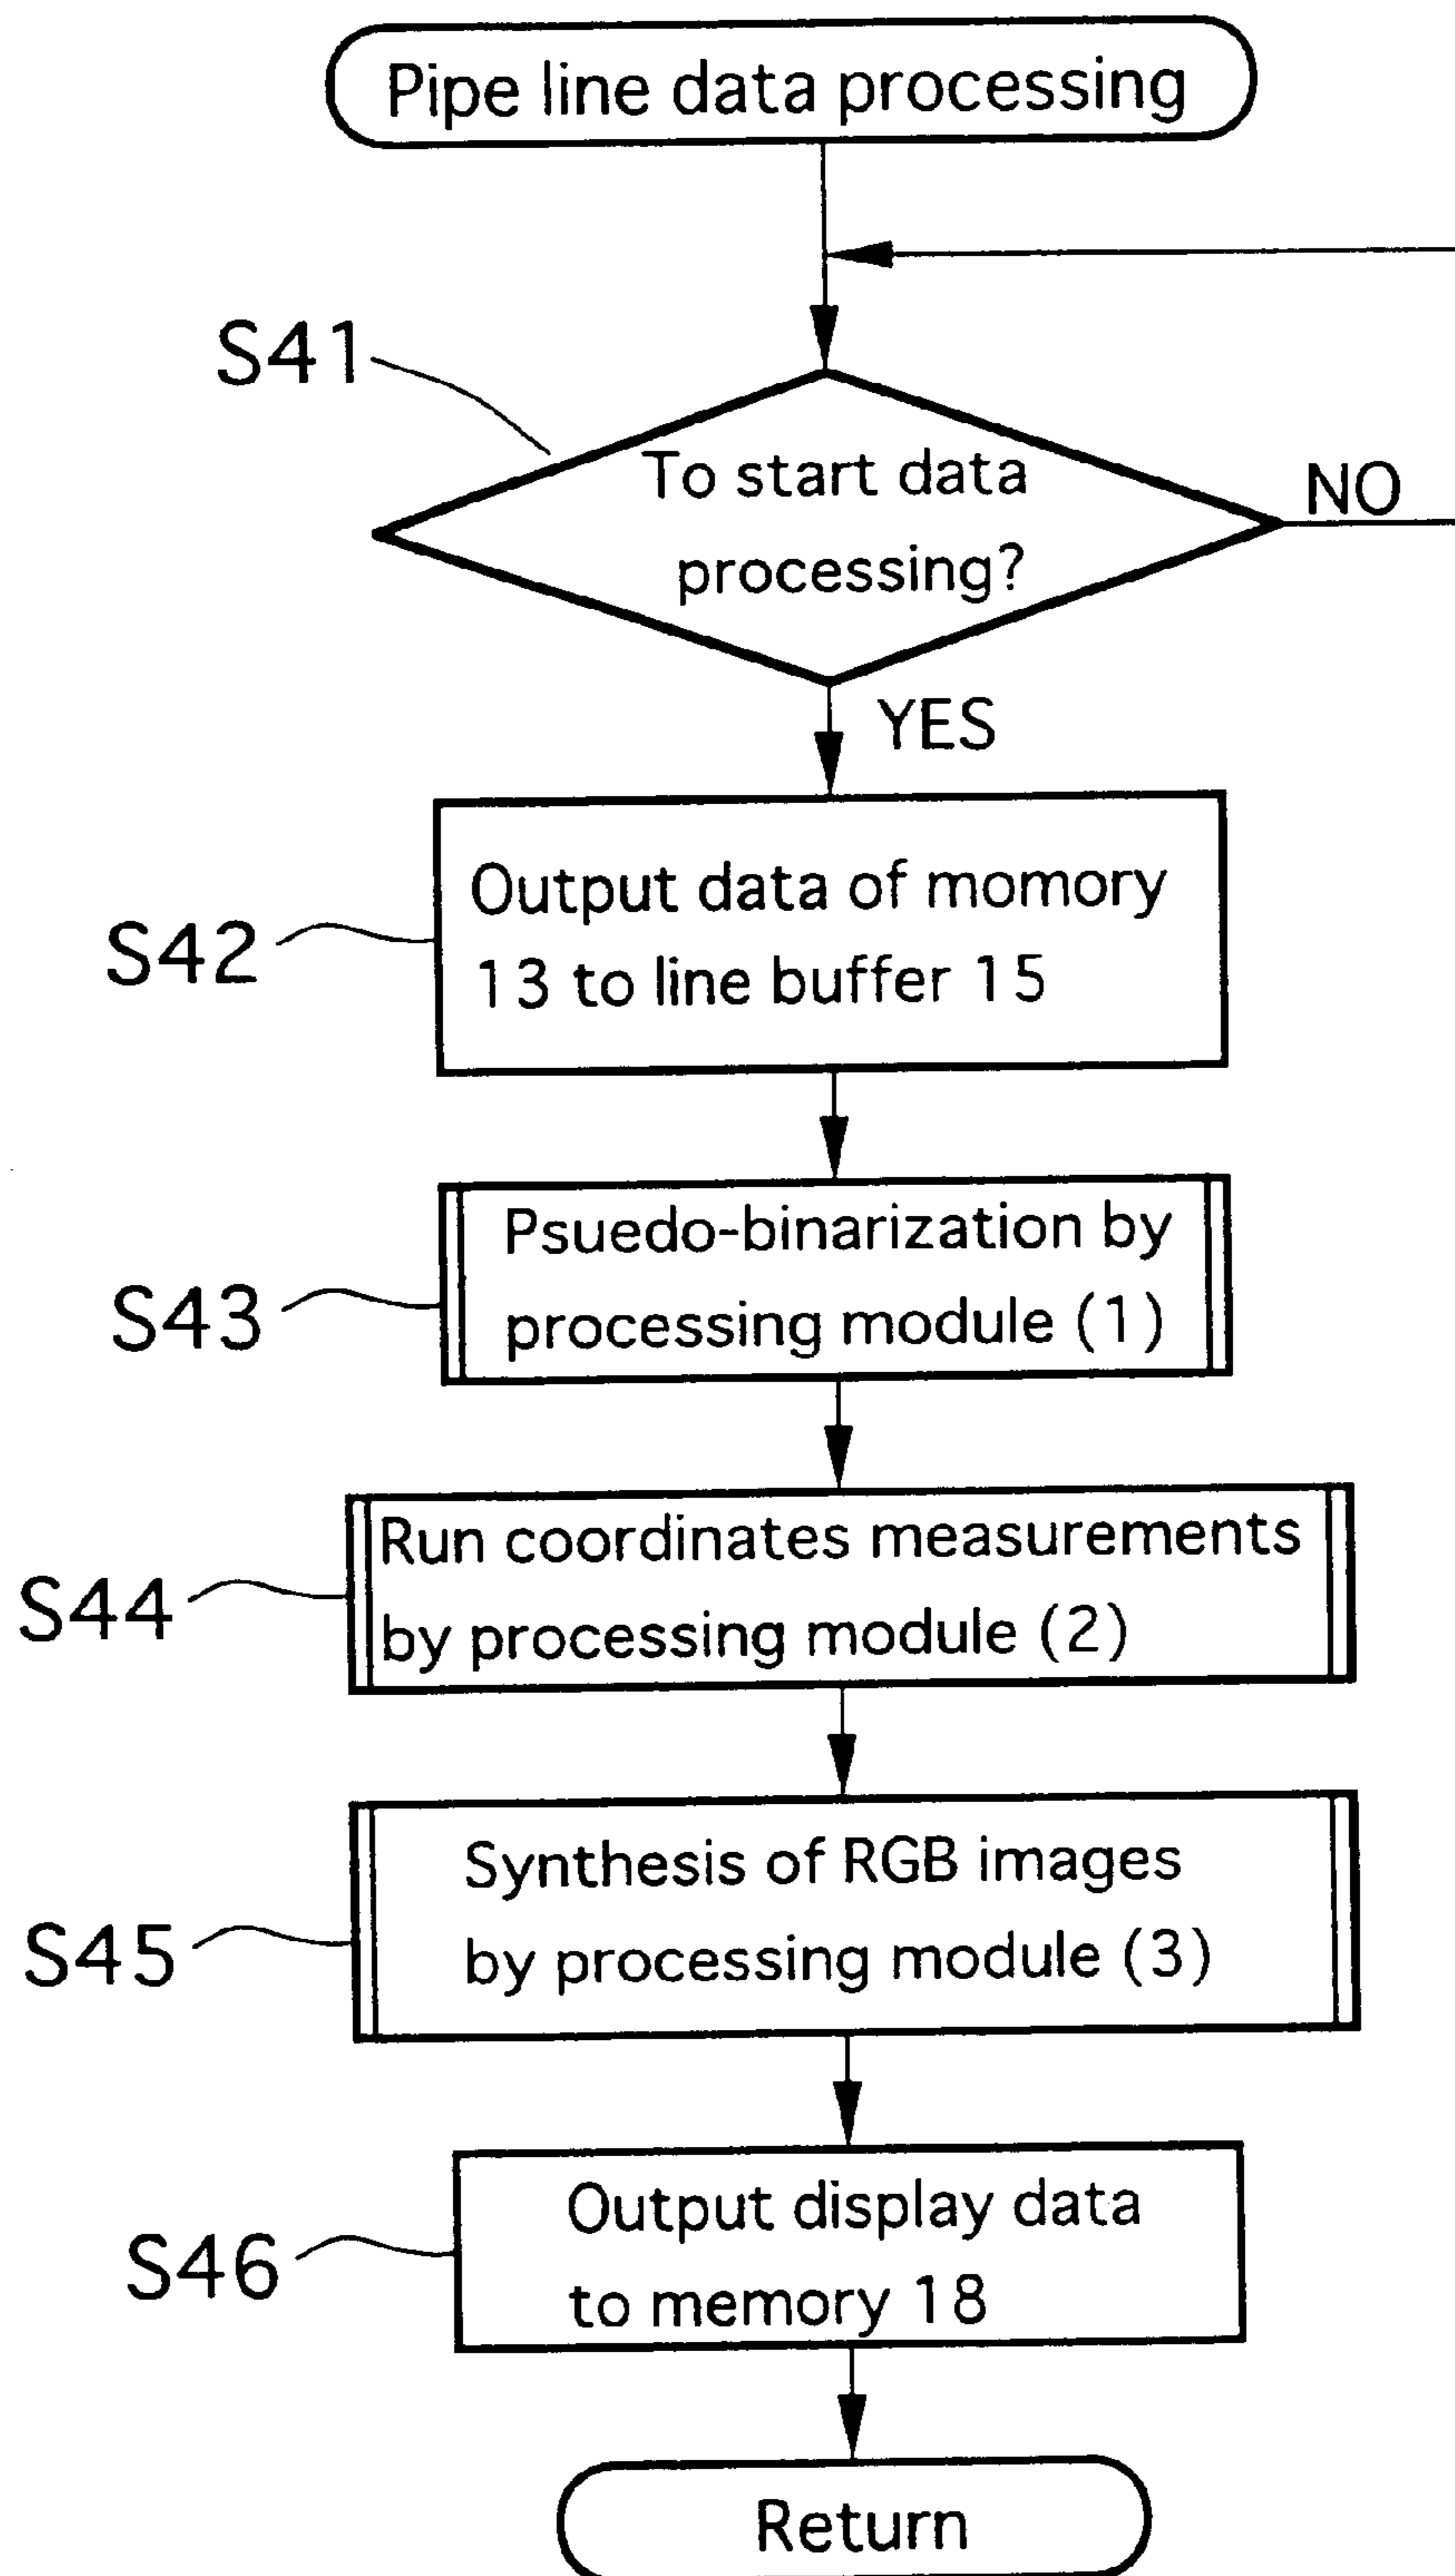 Pipe line data processing
S41
To start data
processing?
NO
YES
S42
Output data of momory
13 to line buffer 15
S43
Psuedo-binarization by
processing module (1)
S44
Run coordinates measurements
by processing module (2)
S45
Synthesis of RGB images
by processing module (3)
S46
Output display data
to memory 18
Return